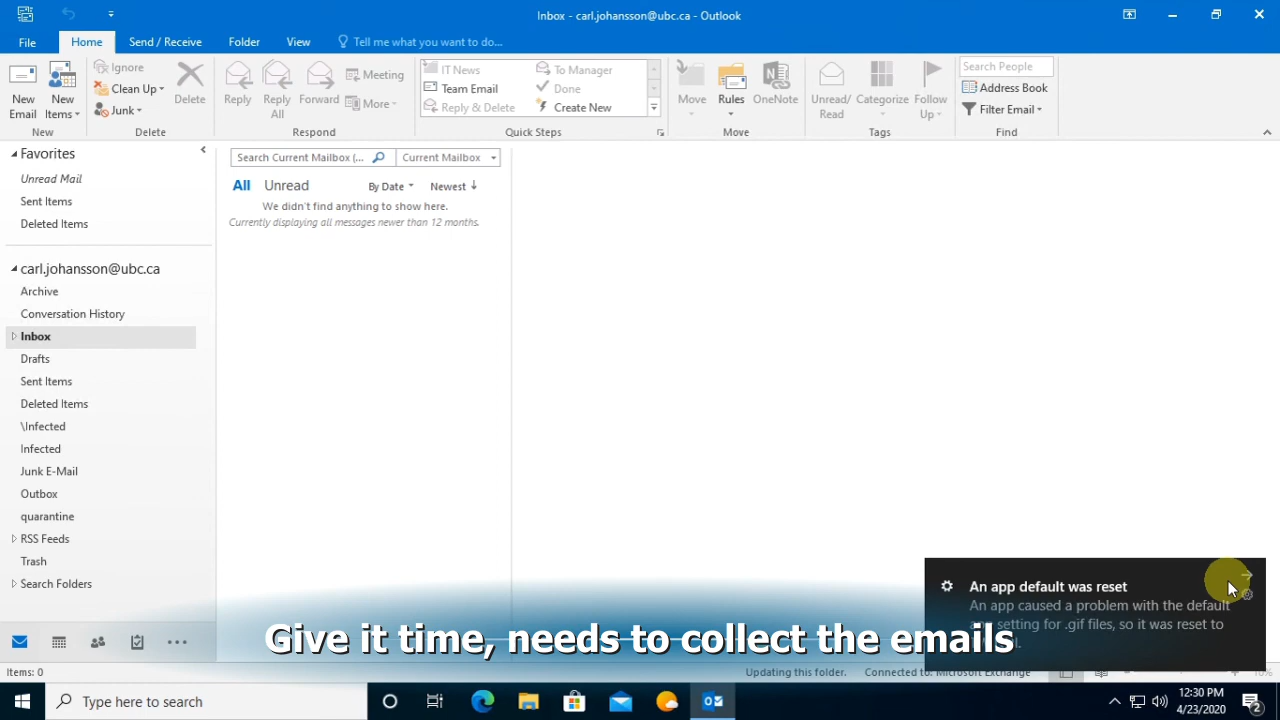 Inbox - carl.johansson@ubc.ca - Outlook
File Home Send / Receive Folder View Tell me what you want to do...
New Email
New Items
New
Ignore
Clean Up
Junk
Delete
Delete
Reply
Reply All
Forward
Meeting
More
Respond
IT News
Team Email
Reply & Delete
To Manager
Done
Create New
Quick Steps
Move
Rules
OneNote
Move
Unread/ Read
Categorize
Follow Up
Tags
Search People
Address Book
Filter Email
Find
Favorites
Unread Mail
Sent Items
Deleted Items
carl.johansson@ubc.ca
Archive
Conversation History
Inbox
Drafts
Sent Items
Deleted Items
\Infected
Infected
Junk E-Mail
Outbox
quarantine
RSS Feeds
Trash
Search Folders
Search Current Mailbox (... Current Mailbox
All Unread By Date Newest
We didn't find anything to show here.
Currently displaying all messages newer than 12 months.
An app default was reset
An app caused a problem with the default
app setting for .gif files, so it was reset to
Give it time, needs to collect the emails
Items: 0 Updating this folder. Connected to: Microsoft Exchange
Type here to search
12:30 PM
4/23/2020
2